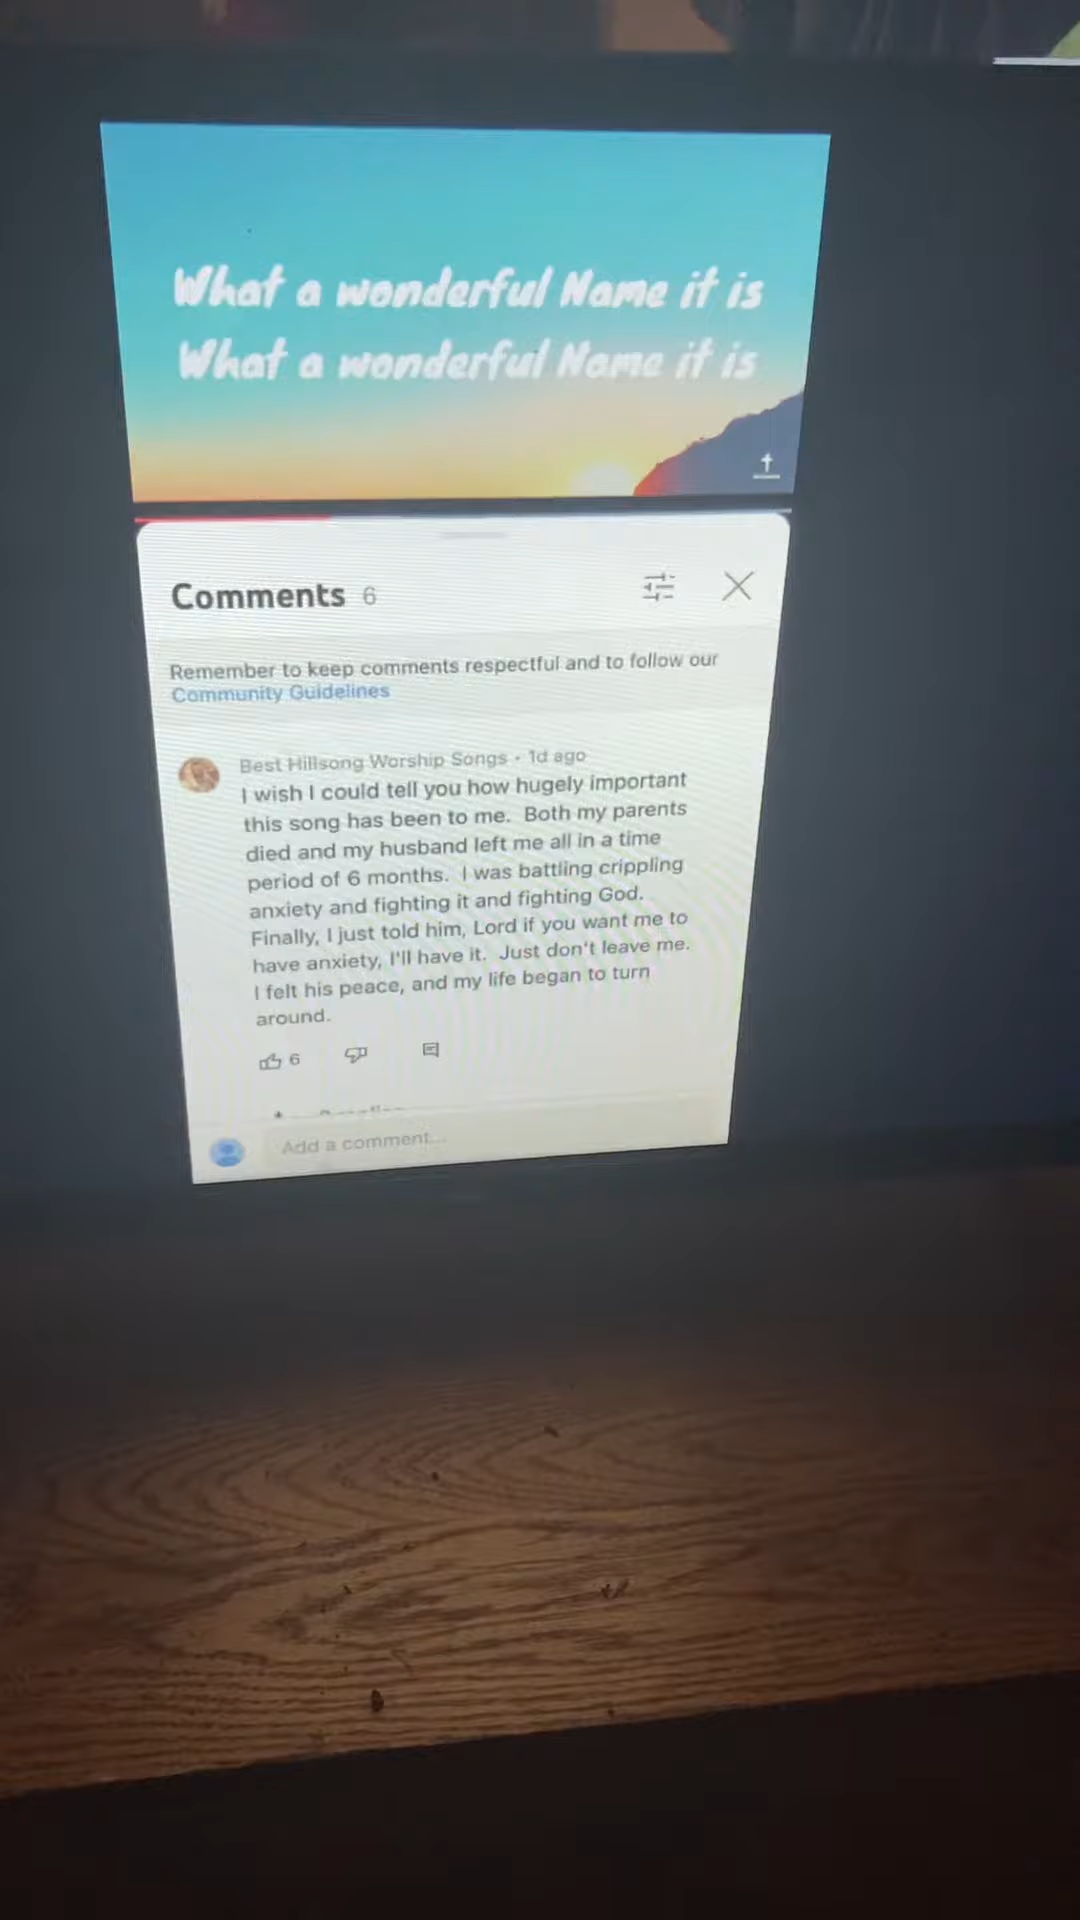 What a wonderful Name it is
What a wonderful Name it is
Comments 6
Remember to keep comments respectful and to follow our
Community Guidelines
Best Hillsong Worship Songs · 1d ago
I wish I could tell you how hugely important
this song has been to me. Both my parents
died and my husband left me all in a time
period of 6 months. I was battling crippling
anxiety and fighting it and fighting God.
Finally, I just told him, Lord if you want me to
have anxiety, I'll have it. Just don't leave me.
I felt his peace, and my life began to turn
around.
6
Add a comment...